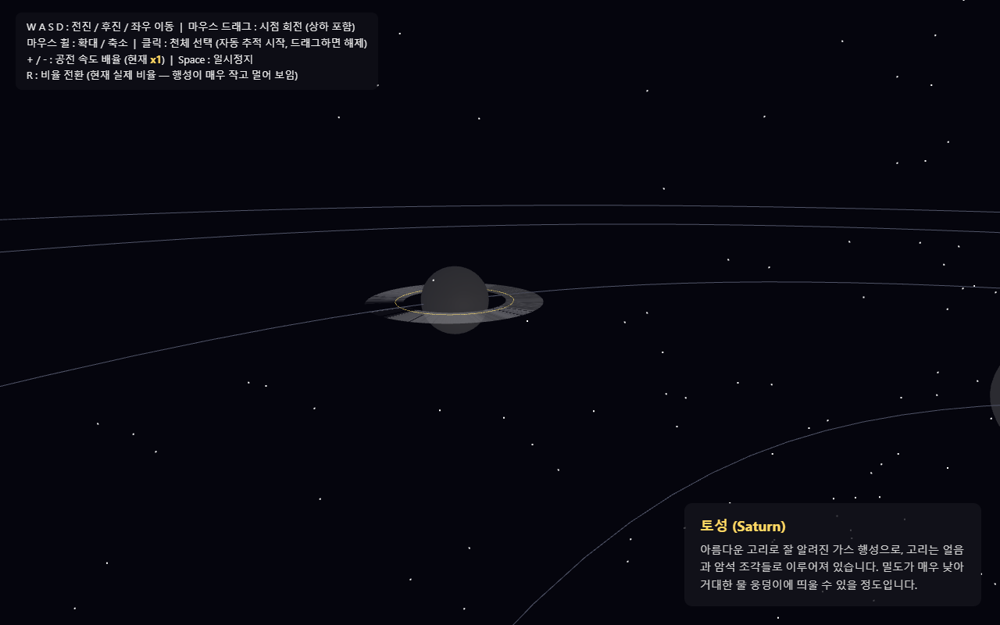 W A S D : 전진 / 후진 / 좌우 이동 | 마우스 드래그 : 시점 회전 (상하 포함)
마우스 휠 : 확대 / 축소 | 클릭 : 천체 선택 (자동 추적 시작, 드래그하면 해제)
+ / - : 공전 속도 배율 (현재 x1) | Space : 일시정지
R : 비율 전환 (현재 실제 비율 — 행성이 매우 작고 멀어 보임)
토성 (Saturn)
아름다운 고리로 잘 알려진 가스 행성으로, 고리는 얼음
과 암석 조각들로 이루어져 있습니다. 밀도가 매우 낮아
거대한 물 웅덩이에 띄울 수 있을 정도입니다.